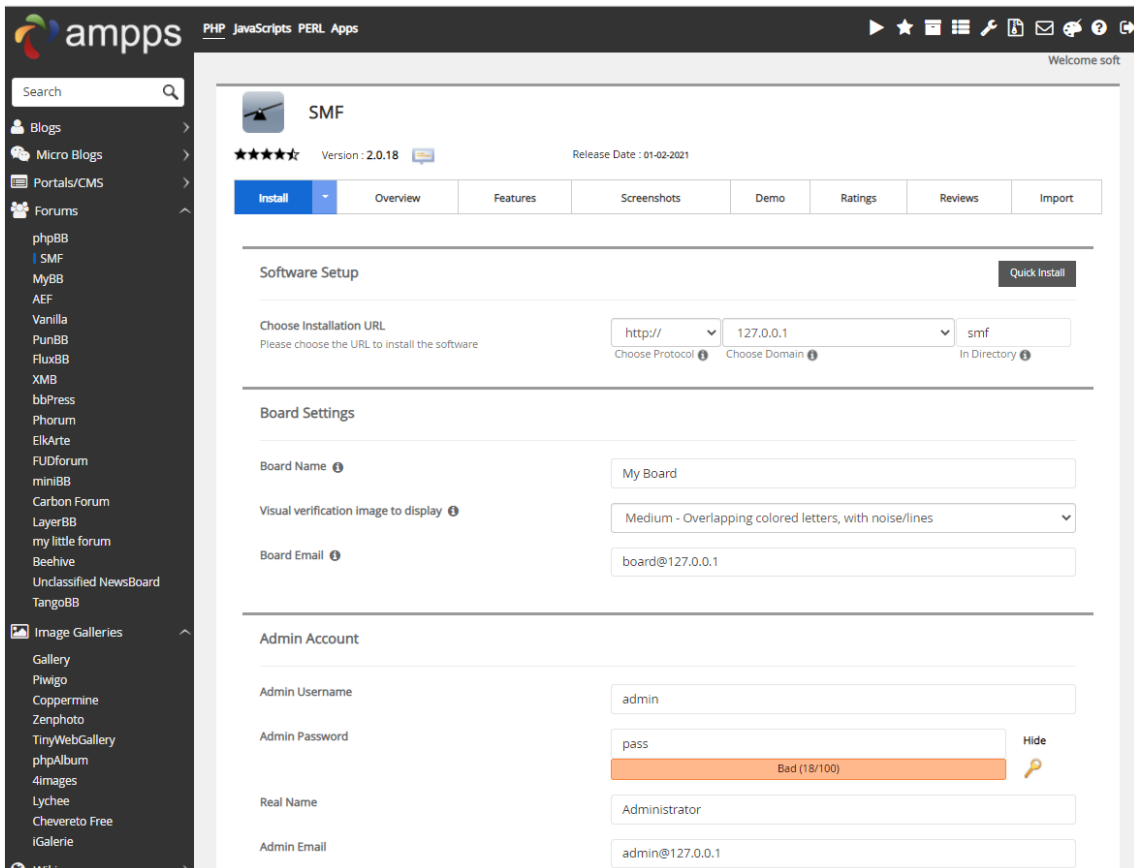 ampps
PHP JavaScripts PERL Apps
Welcome soft
Search
Blogs
Micro Blogs
Portals/CMS
Forums
phpBB
SMF
MyBB
AEF
Vanilla
PunBB
FluxBB
XMB
bbPress
Phorum
ElkArte
FUDforum
miniBB
Carbon Forum
LayerBB
my little forum
Beehive
Unclassified NewsBoard
TangoBB
Image Galleries
Gallery
Piwigo
Coppermine
Zenphoto
TinyWebGallery
phpAlbum
4images
Lychee
Chevereto Free
iGalerie
SMF
Version : 2.0.18 Release Date : 01-02-2021
Install Overview Features Screenshots Demo Ratings Reviews Import
Software Setup Quick Install
Choose Installation URL http:// 127.0.0.1 smf
Please choose the URL to install the software Choose Protocol Choose Domain In Directory
Board Settings
Board Name My Board
Visual verification image to display Medium - Overlapping colored letters, with noise/lines
Board Email board@127.0.0.1
Admin Account
Admin Username admin
Admin Password pass Hide
Bad (18/100)
Real Name Administrator
Admin Email admin@127.0.0.1